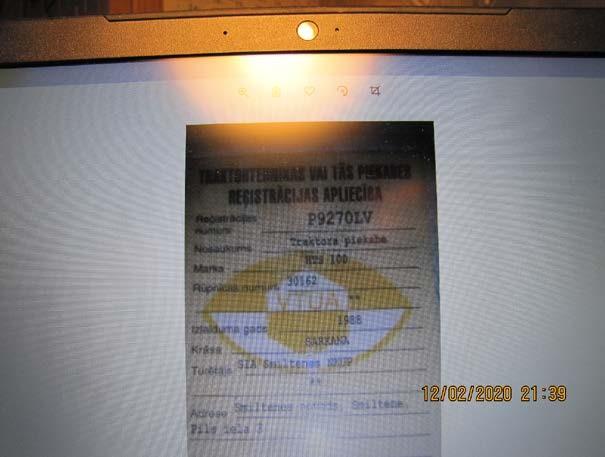 TRAKTORTEHNIKAS VAI TĀS PIEKABES
REĢISTRĀCIJAS APLIECĪBA
Reģistrācijas
numurs P9270LV
Nosaukums Traktora piekabe
Marka 100
Rūpnīcas numurs 30162
**
VTUA
Izlaiduma gads 1988
Krāsa SARKANA
Turētājs SIA Smiltenes NKUP
**
Adrese Smiltenes novads, Smiltene,
Pils iela 3
12/02/2020 21:39